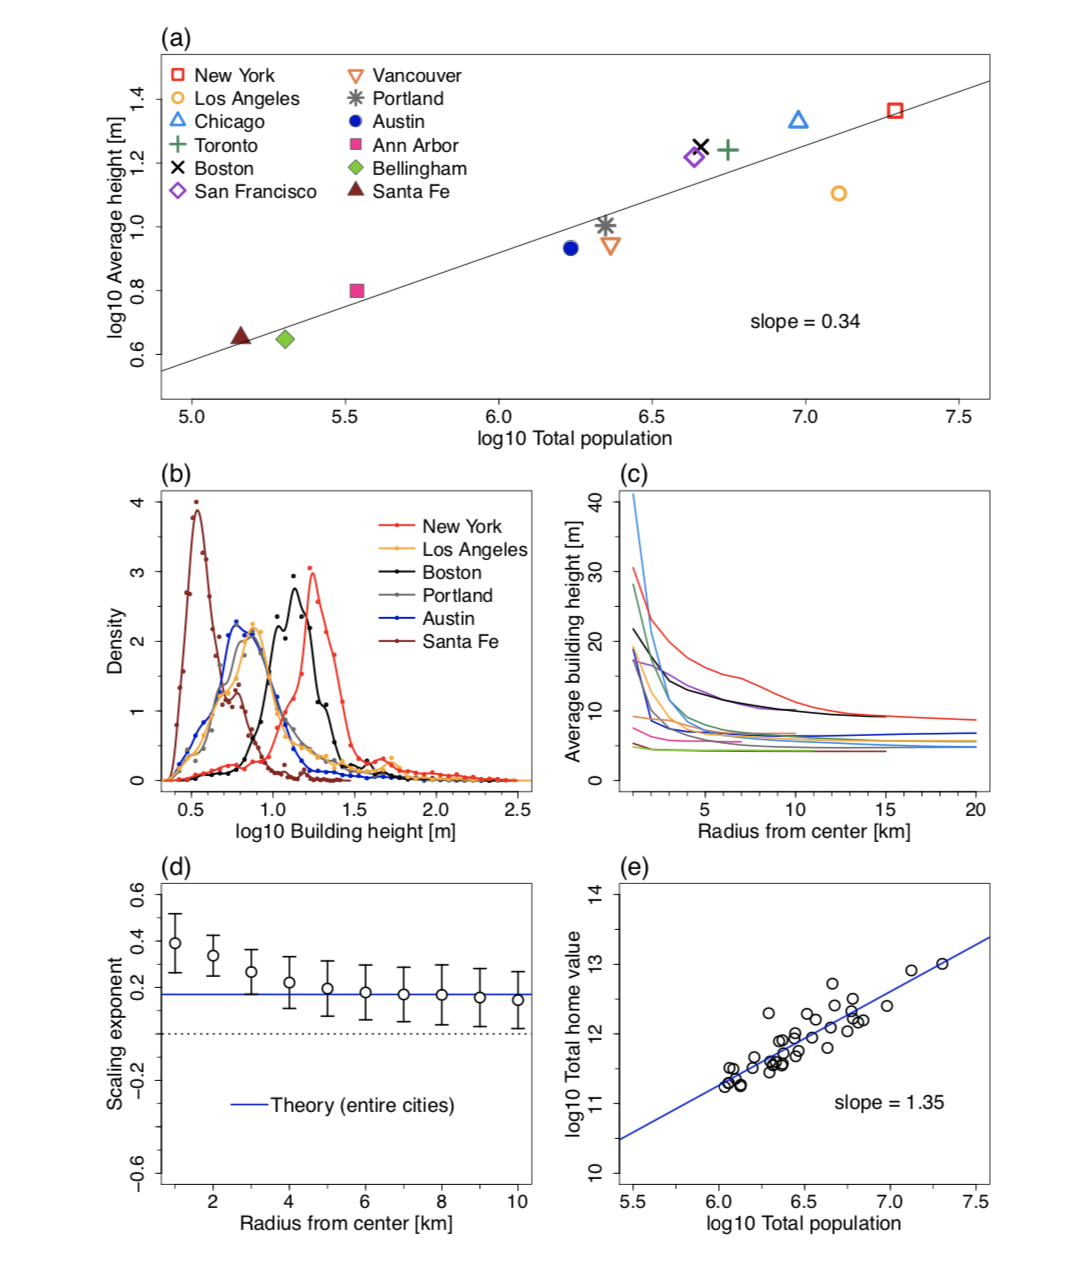 (a)
log10 Average height [m]
1.4
1.2
1.0
0.8
0.6
New York
Los Angeles
Chicago
Toronto
Boston
San Francisco
Vancouver
Portland
Austin
Ann Arbor
Bellingham
Santa Fe
slope = 0.34
5.0 5.5 6.0 6.5 7.0 7.5
log10 Total population
(b)
Density
4
3
2
1
0
New York
Los Angeles
Boston
Portland
Austin
Santa Fe
0.5 1.0 1.5 2.0 2.5
log10 Building height [m]
(c)
Average building height [m]
40
30
20
10
0
5 10 15 20
Radius from center [km]
(d)
Scaling exponent
0.6
0.4
0.2
−0.2
−0.6
Theory (entire cities)
2 4 6 8 10
Radius from center [km]
(e)
log10 Total home value
14
13
12
11
10
slope = 1.35
5.5 6.0 6.5 7.0 7.5
log10 Total population